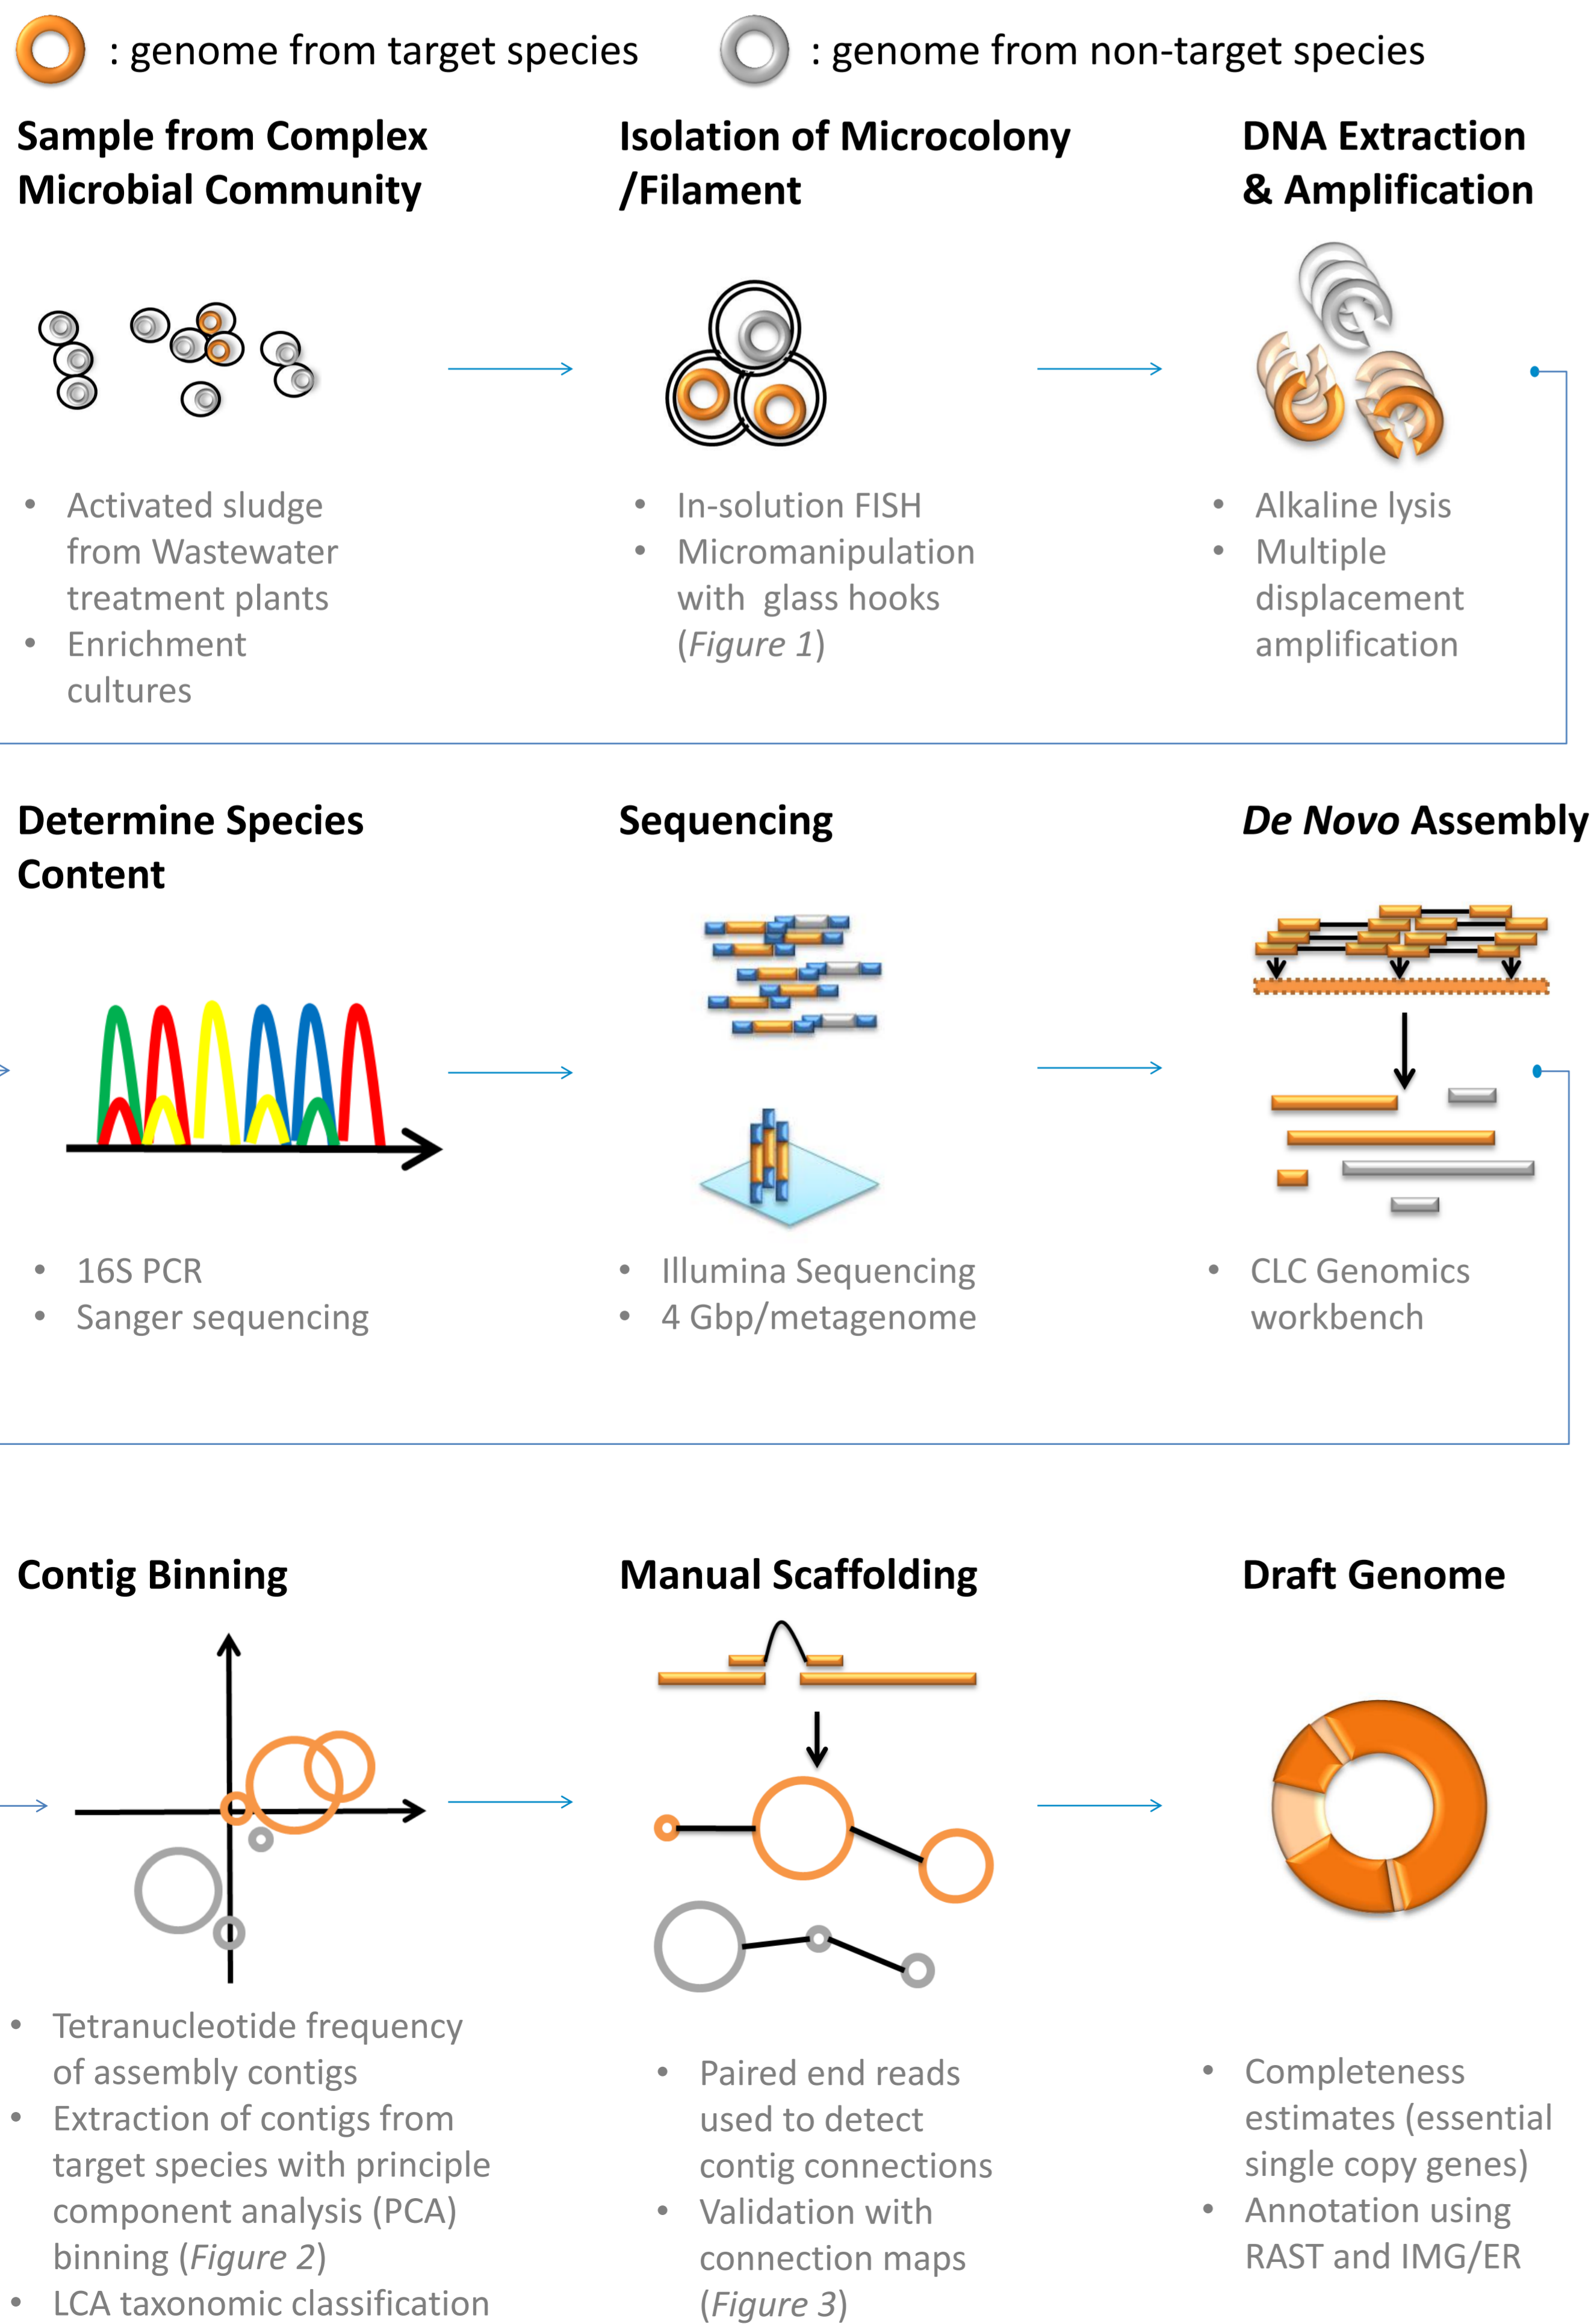 : genome from target species
: genome from non-target species
Sample from Complex
Microbial Community
• Activated sludge
from Wastewater
treatment plants
• Enrichment
cultures
Isolation of Microcolony
/Filament
• In-solution FISH
• Micromanipulation
with glass hooks
(Figure 1)
DNA Extraction
& Amplification
• Alkaline lysis
• Multiple
displacement
amplification
Determine Species
Content
• 16S PCR
• Sanger sequencing
Sequencing
• Illumina Sequencing
• 4 Gbp/metagenome
De Novo Assembly
• CLC Genomics
workbench
Contig Binning
• Tetranucleotide frequency
of assembly contigs
• Extraction of contigs from
target species with principle
component analysis (PCA)
binning (Figure 2)
• LCA taxonomic classification
Manual Scaffolding
• Paired end reads
used to detect
contig connections
• Validation with
connection maps
(Figure 3)
Draft Genome
• Completeness
estimates (essential
single copy genes)
• Annotation using
RAST and IMG/ER